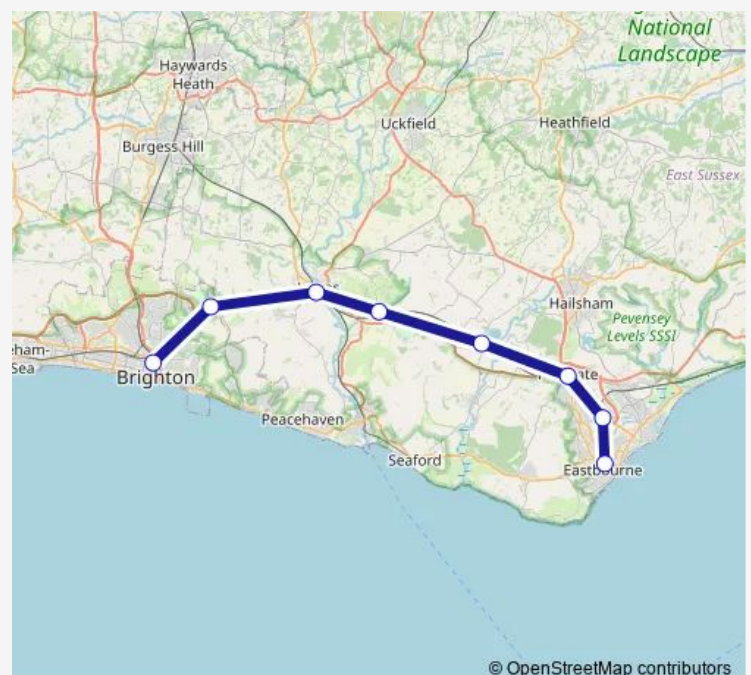 National
Landscape
Haywards
Heath
Uckfield
Heathfield
Burgess Hill
East Sussex
Hailsham
Pevensey
Levels SSSI
eham-
Sea
Brighton
Peacehaven
Seaford
Eastbourne
© OpenStreetMap contributors